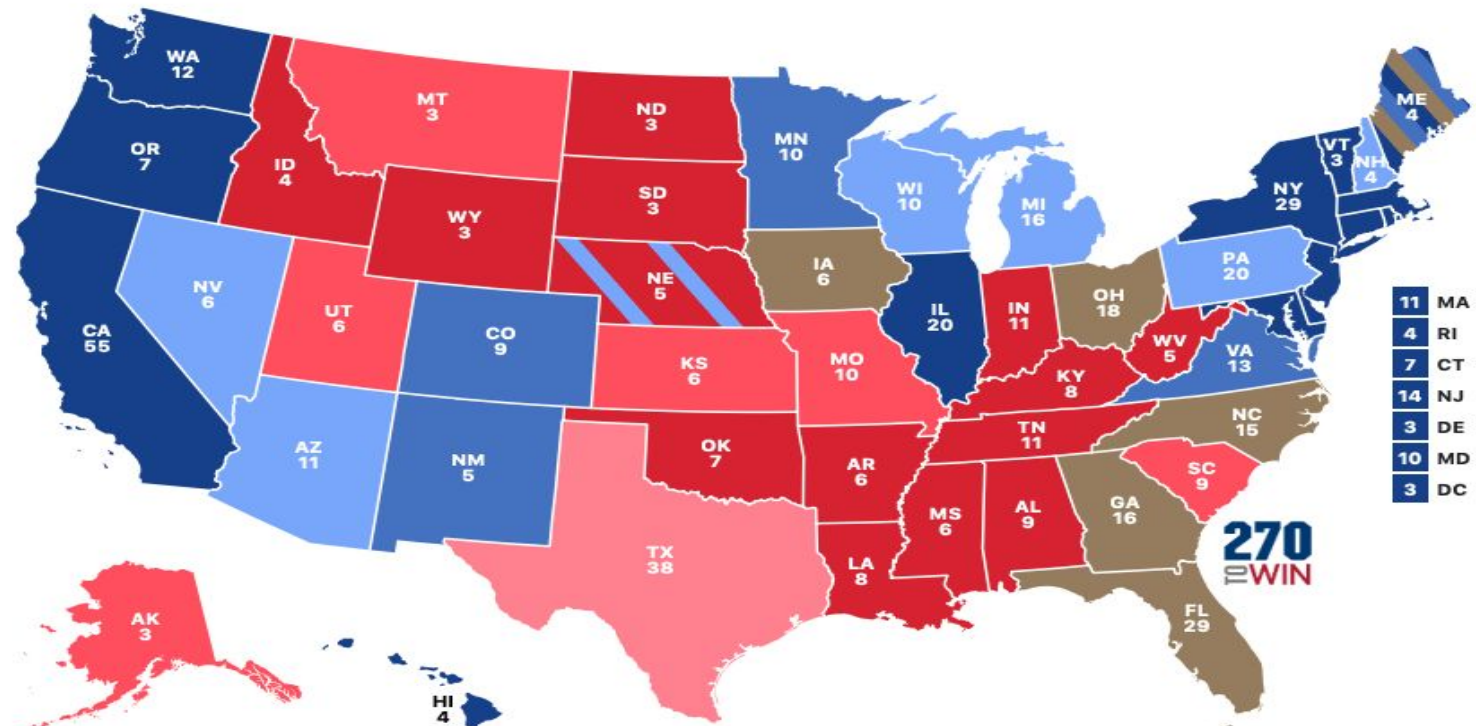 WA
12
OR
7
CA
55
NV
6
ID
4
MT
3
WY
3
UT
6
AZ
11
CO
9
NM
5
ND
3
SD
3
NE
5
KS
6
OK
7
TX
38
MN
10
IA
6
MO
10
AR
6
LA
8
WI
10
IL
20
MI
16
IN
11
OH
18
KY
8
TN
11
MS
6
AL
9
GA
16
FL
29
SC
9
NC
15
VA
13
WV
5
PA
20
NY
29
VT
3
NH
4
ME
4
11 MA
4 RI
7 CT
14 NJ
3 DE
10 MD
3 DC
AK
3
HI
4
270
TO WIN